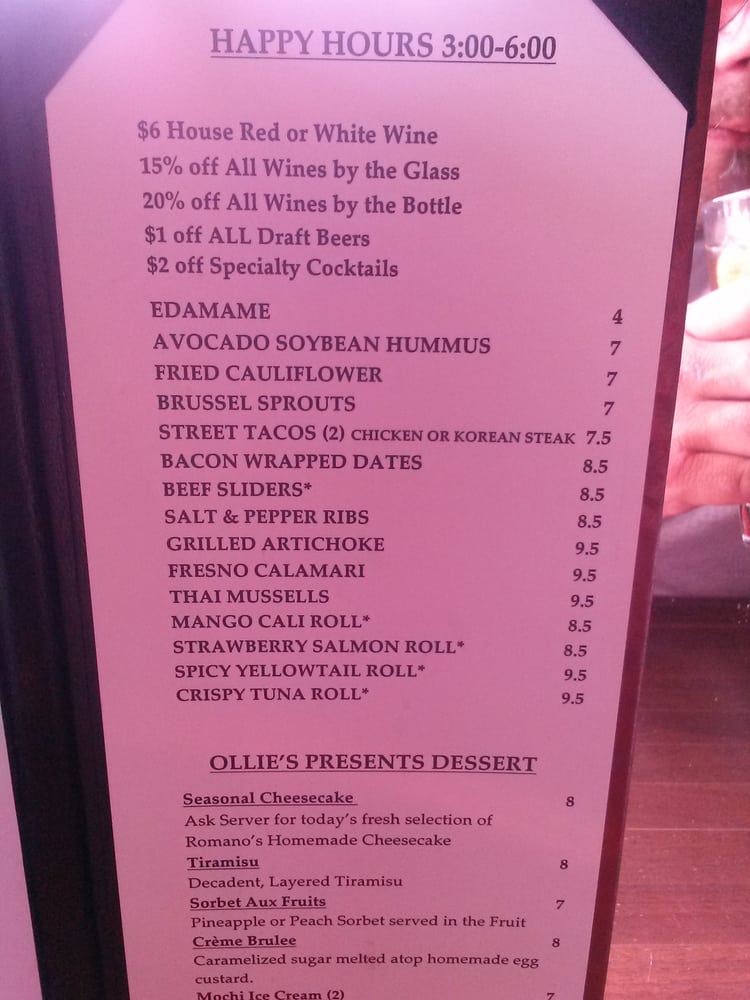 HAPPY HOURS 3:00-6:00
$6 House Red or White Wine
15% off All Wines by the Glass
20% off All Wines by the Bottle
$1 off ALL Draft Beers
$2 off Specialty Cocktails
EDAMAME 4
AVOCADO SOYBEAN HUMMUS 7
FRIED CAULIFLOWER 7
BRUSSEL SPROUTS 7
STREET TACOS (2) CHICKEN OR KOREAN STEAK 7.5
BACON WRAPPED DATES 8.5
BEEF SLIDERS* 8.5
SALT & PEPPER RIBS 8.5
GRILLED ARTICHOKE 9.5
FRESNO CALAMARI 9.5
THAI MUSSELLS 9.5
MANGO CALI ROLL* 8.5
STRAWBERRY SALMON ROLL* 8.5
SPICY YELLOWTAIL ROLL* 9.5
CRISPY TUNA ROLL* 9.5
OLLIE'S PRESENTS DESSERT
Seasonal Cheesecake 8
Ask Server for today's fresh selection of
Romano's Homemade Cheesecake
Tiramisu 8
Decadent, Layered Tiramisu
Sorbet Aux Fruits 7
Pineapple or Peach Sorbet served in the Fruit
Crème Brulee 8
Caramelized sugar melted atop homemade egg
custard.
Mochi Ice Cream (2) 7